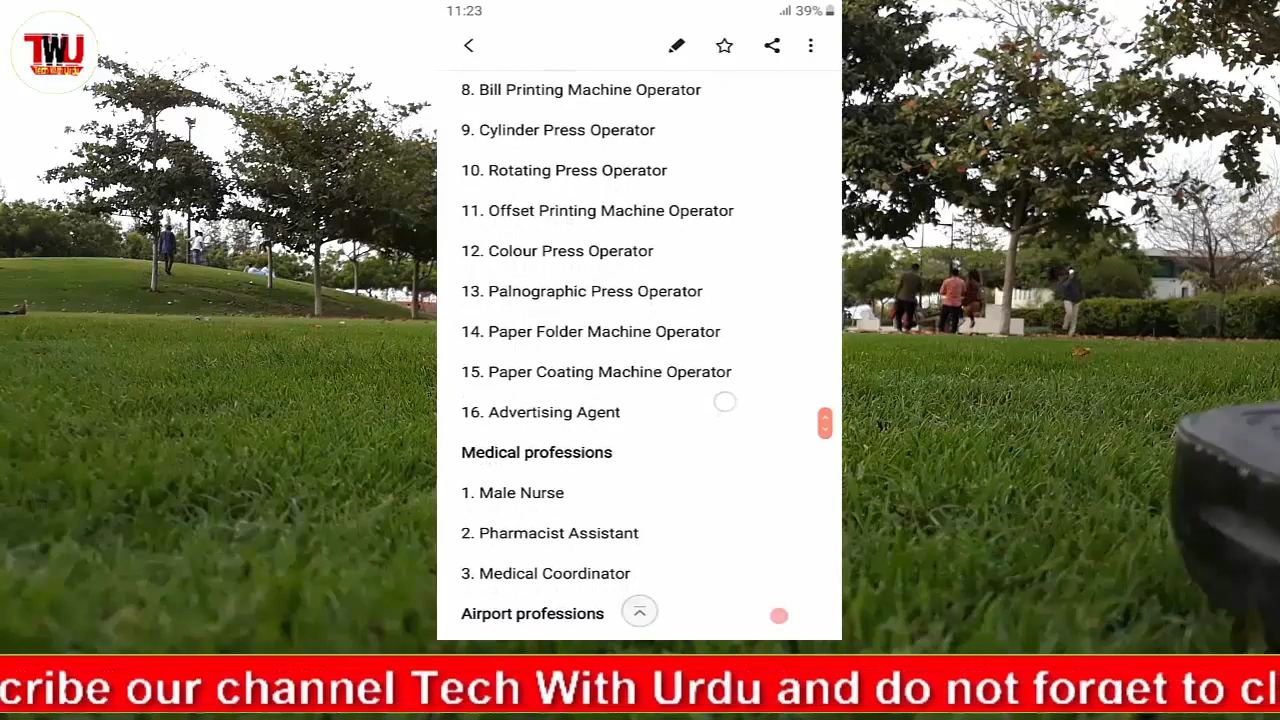 TWU
Tech With Urdu
11:23
39%
8. Bill Printing Machine Operator
9. Cylinder Press Operator
10. Rotating Press Operator
11. Offset Printing Machine Operator
12. Colour Press Operator
13. Palnographic Press Operator
14. Paper Folder Machine Operator
15. Paper Coating Machine Operator
16. Advertising Agent
Medical professions
1. Male Nurse
2. Pharmacist Assistant
3. Medical Coordinator
Airport professions
cribe our channel Tech With Urdu and do not forget to cl